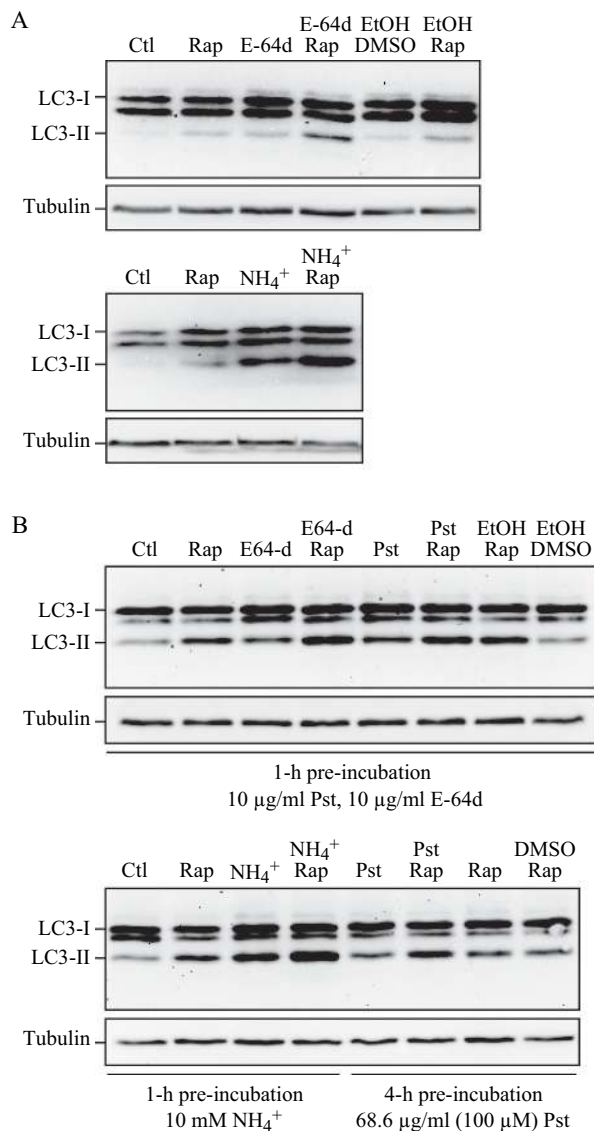 A
Ctl Rap E-64d E-64d Rap EtOH DMSO EtOH Rap
LC3-I
LC3-II
Tubulin
Ctl Rap NH4+ NH4+ Rap
LC3-I
LC3-II
Tubulin
B
Ctl Rap E64-d E64-d Rap Pst Pst Rap EtOH Rap EtOH DMSO
LC3-I
LC3-II
Tubulin
1-h pre-incubation
10 µg/ml Pst, 10 µg/ml E-64d
Ctl Rap NH4+ NH4+ Rap Pst Pst Rap Rap DMSO Rap
LC3-I
LC3-II
Tubulin
1-h pre-incubation
10 mM NH4+
4-h pre-incubation
68.6 µg/ml (100 µM) Pst